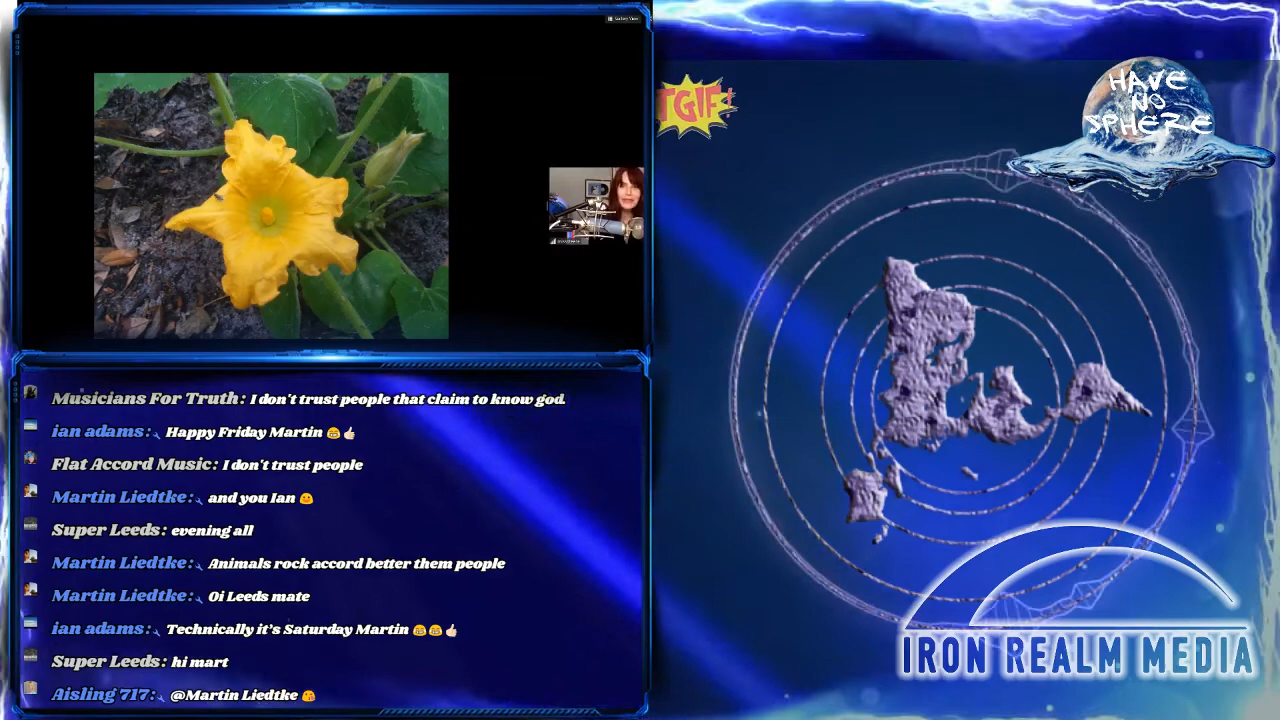 TGIF!
HAVE
NO
SPHERE
Musicians For Truth: I don't trust people that claim to know god.
ian adams: Happy Friday Martin 😂👍🏻
Flat Accord Music: I don't trust people
Martin Liedtke: and you Ian 🙂
Super Leeds: evening all
Martin Liedtke: Animals rock accord better them people
Martin Liedtke: Oi Leeds mate
ian adams: Technically it's Saturday Martin 😂😂👍🏻
Super Leeds: hi mart
Aisling 717: @Martin Liedtke 🤗
IRON REALM MEDIA